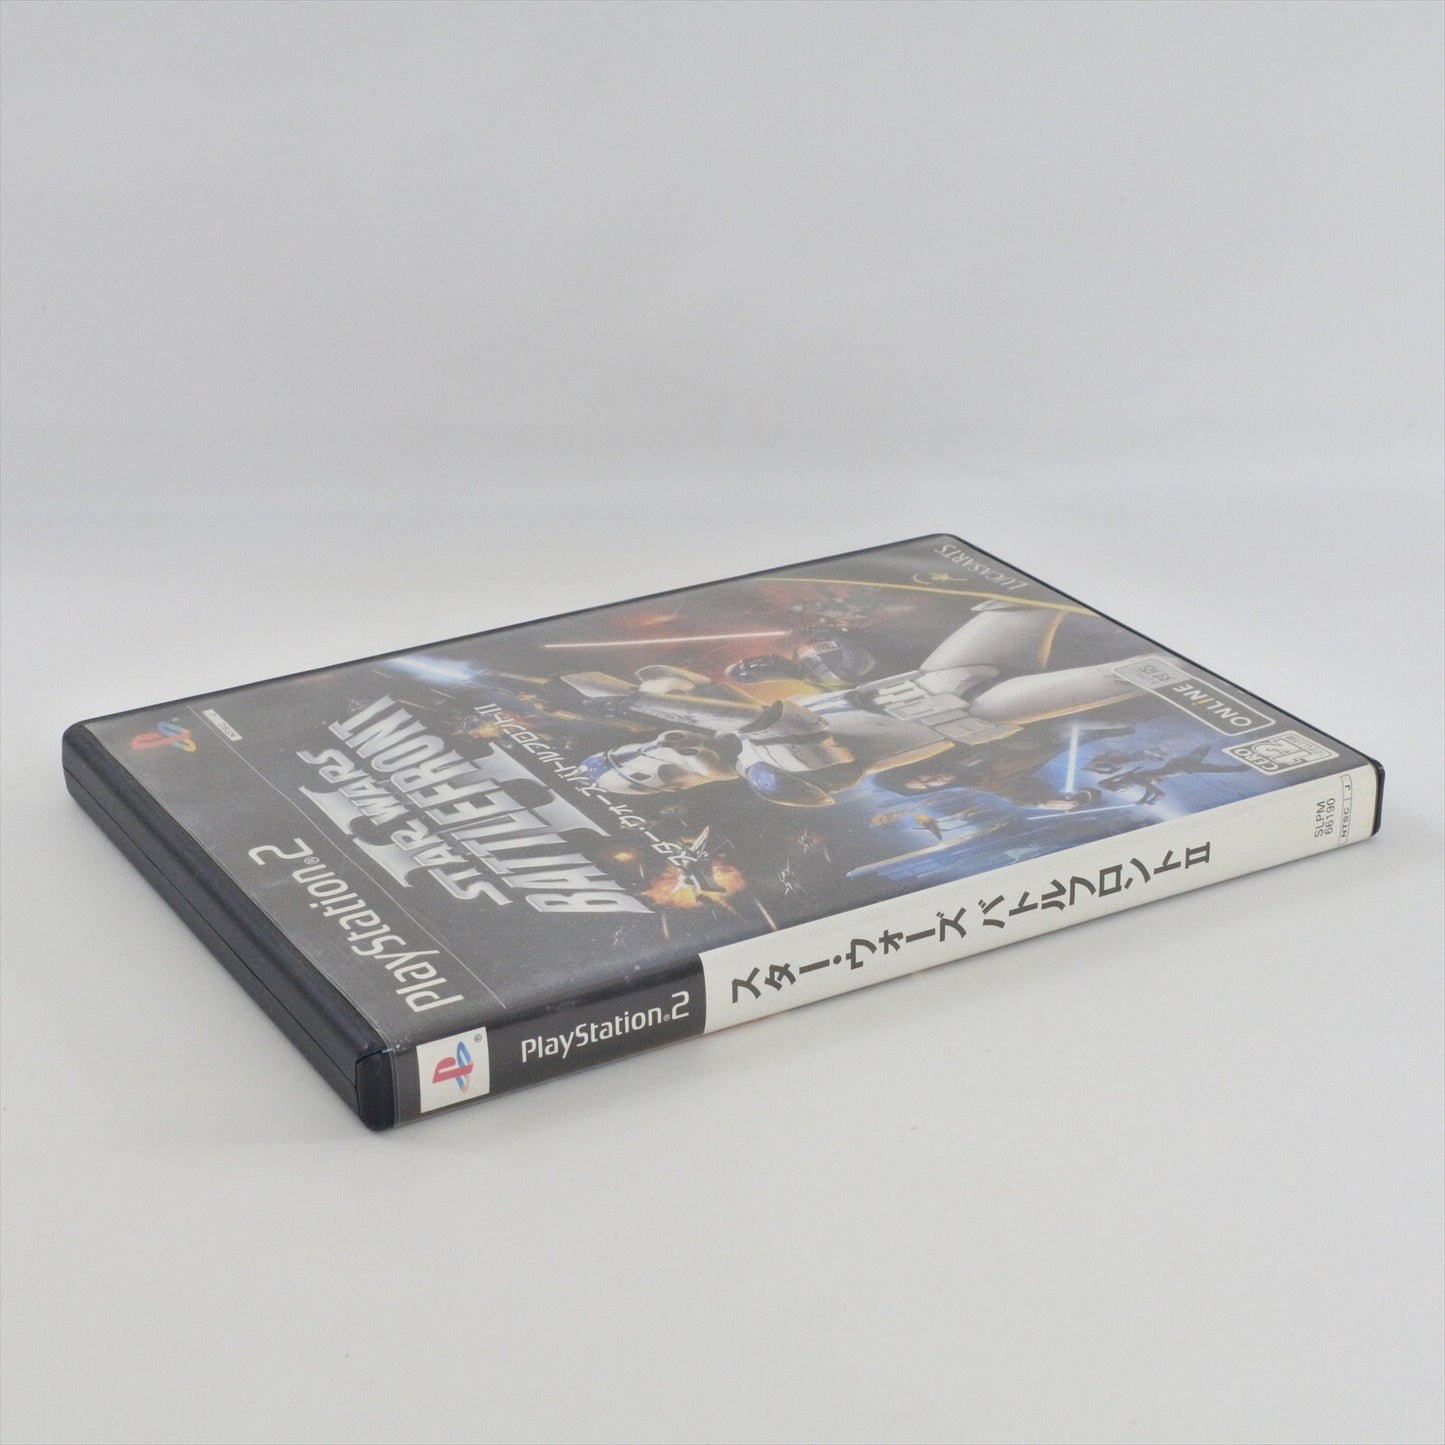 PlayStation®2
STAR WARS
BATTLEFRONT
II
スター・ウォーズ バトルフロントII
LUCASARTS
ONLINE
CERO
12
PlayStation®2
スター・ウォーズ バトルフロントII
SLPM
66190
NTSC J